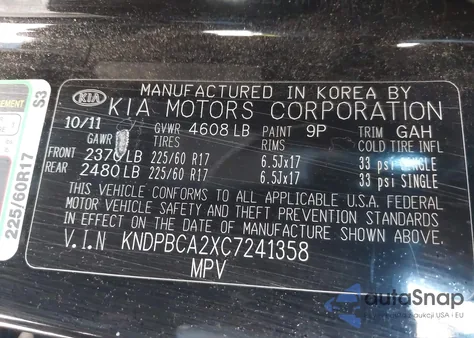 MANUFACTURED IN KOREA BY
KIA KIA MOTORS CORPORATION
10/11 GVWR 4608 LB PAINT 9P TRIM GAH
GAWR TIRES RIMS COLD TIRE INFL
FRONT 2370 LB 225/60 R17 6.5Jx17 33 psi SINGLE
REAR 2480 LB 225/60 R17 6.5Jx17 33 psi SINGLE
THIS VEHICLE CONFORMS TO ALL APPLICABLE U.S.A. FEDERAL
MOTOR VEHICLE SAFETY AND THEFT PREVENTION STANDARDS
IN EFFECT ON THE DATE OF MANUFACTURE SHOWN ABOVE.
V.I.N KNDPBCA2XC7241358
MPV
S3
225/60R17
autoSnap